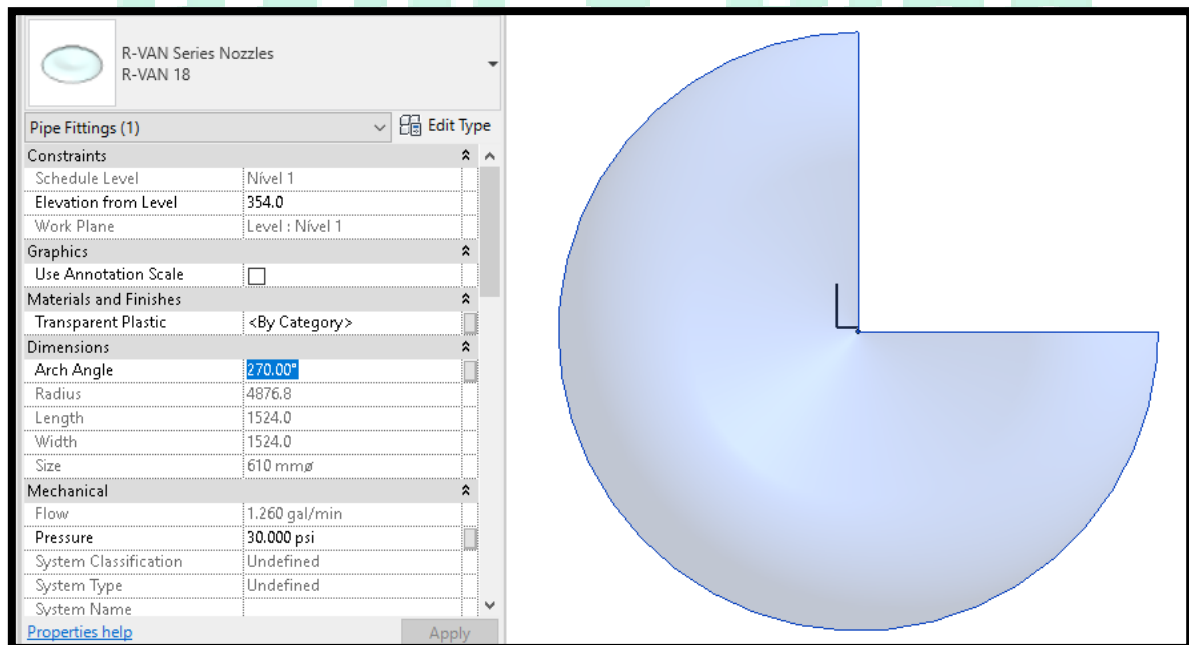 R-VAN Series Nozzles
R-VAN 18
Pipe Fittings (1)
Edit Type
Constraints
Schedule Level Nível 1
Elevation from Level 354.0
Work Plane Level : Nível 1
Graphics
Use Annotation Scale
Materials and Finishes
Transparent Plastic <By Category>
Dimensions
Arch Angle 270.00°
Radius 4876.8
Length 1524.0
Width 1524.0
Size 610 mmø
Mechanical
Flow 1.260 gal/min
Pressure 30.000 psi
System Classification Undefined
System Type Undefined
System Name
Properties help Apply